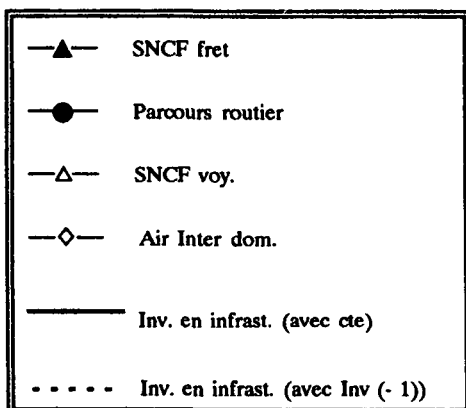 SNCF fret
Parcours routier
SNCF voy.
Air Inter dom.
Inv. en infrast. (avec cte)
Inv. en infrast. (avec Inv (- 1))